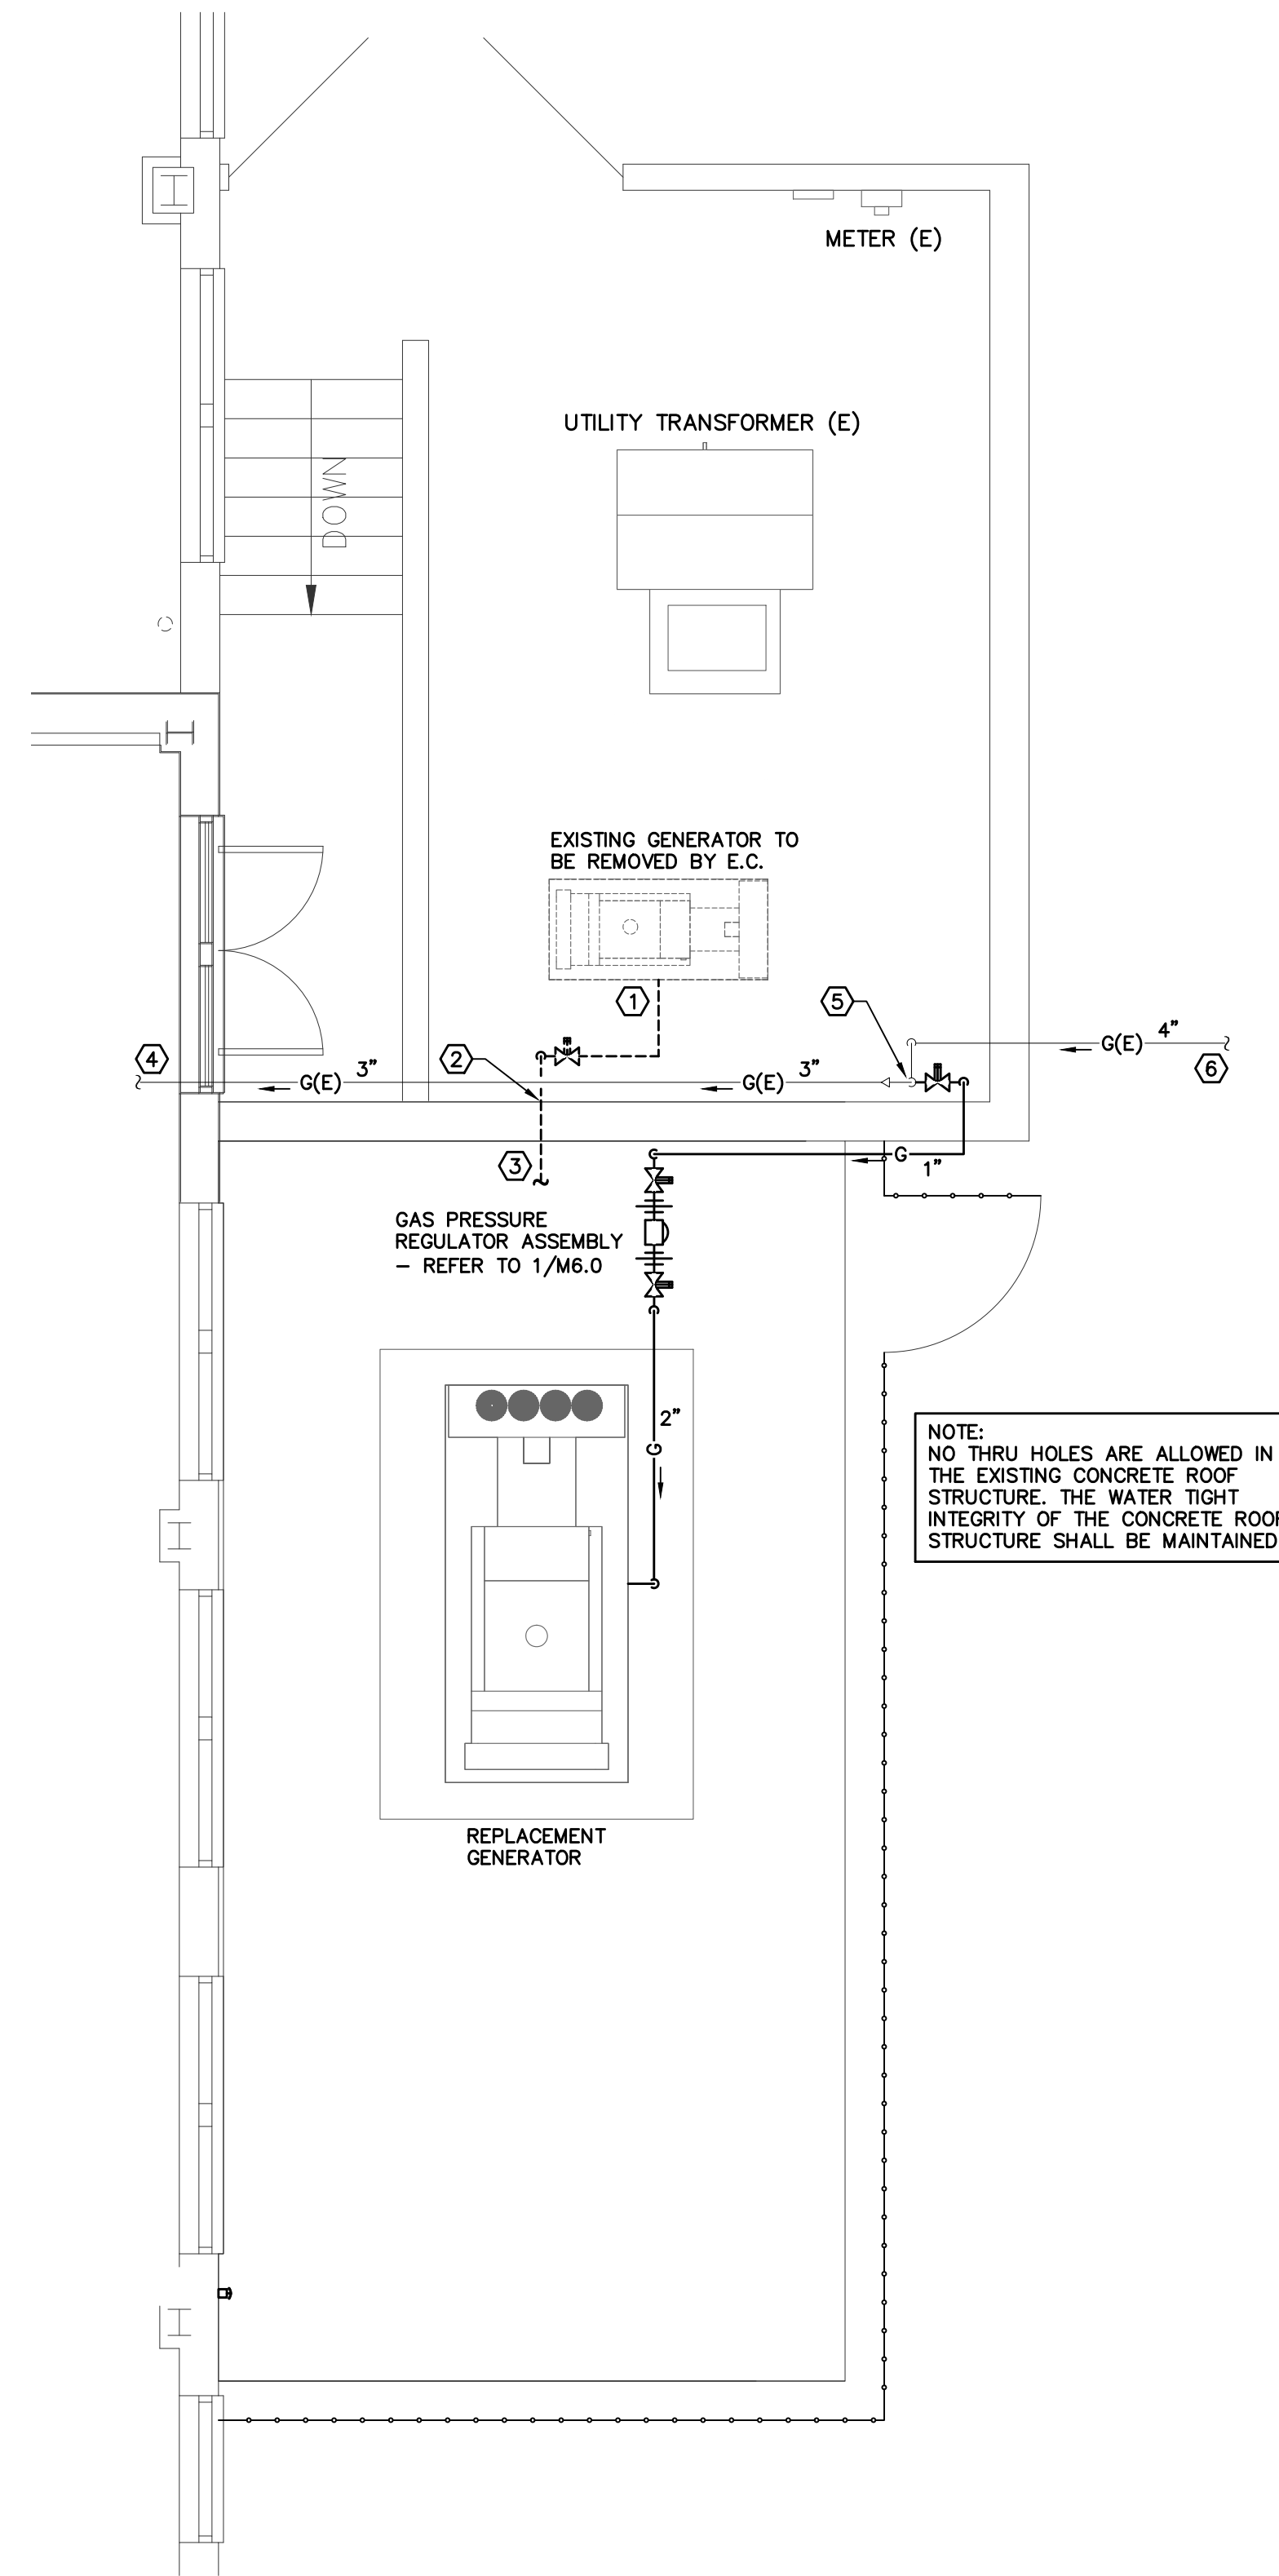 METER (E)
UTILITY TRANSFORMER (E)
DOWN
EXISTING GENERATOR TO
BE REMOVED BY E.C.
1
5
4"
G(E)
6
4
3"
G(E)
2
3"
G(E)
3
G
1"
GAS PRESSURE
REGULATOR ASSEMBLY
- REFER TO 1/M6.0
2"
G
NOTE:
NO THRU HOLES ARE ALLOWED IN
THE EXISTING CONCRETE ROOF
STRUCTURE. THE WATER TIGHT
INTEGRITY OF THE CONCRETE ROOF
STRUCTURE SHALL BE MAINTAINED
REPLACEMENT
GENERATOR